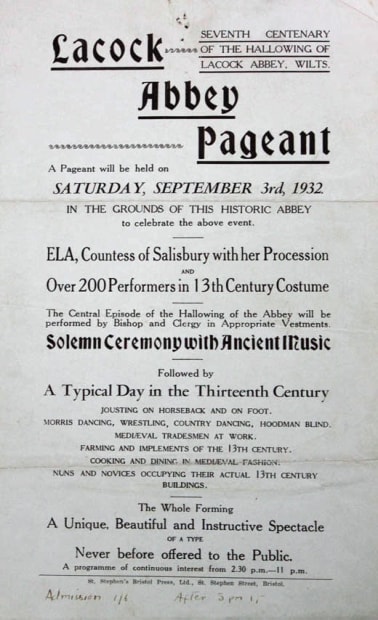 Lacock
SEVENTH CENTENARY
OF THE HALLOWING OF
LACOCK ABBEY, WILTS.
Abbey
Pageant
A Pageant will be held on
SATURDAY, SEPTEMBER 3rd, 1932
IN THE GROUNDS OF THIS HISTORIC ABBEY
to celebrate the above event.
ELA, Countess of Salisbury with her Procession
AND
Over 200 Performers in 13th Century Costume
The Central Episode of the Hallowing of the Abbey will be
performed by Bishop and Clergy in Appropriate Vestments.
Solemn Ceremony with Ancient Music
Followed by
A Typical Day in the Thirteenth Century
JOUSTING ON HORSEBACK AND ON FOOT.
MORRIS DANCING, WRESTLING, COUNTRY DANCING, HOODMAN BLIND.
MEDIÆVAL TRADESMEN AT WORK.
FARMING AND IMPLEMENTS OF THE 13TH CENTURY.
COOKING AND DINING IN MEDIÆVAL FASHION.
NUNS AND NOVICES OCCUPYING THEIR ACTUAL 13TH CENTURY
BUILDINGS.
The Whole Forming
A Unique, Beautiful and Instructive Spectacle
OF A TYPE
Never before offered to the Public.
A programme of continuous interest from 2.30 p.m.—11 p.m.
St. Stephen's Bristol Press, Ltd., St. Stephen Street, Bristol.
Admission 1/6 After 3 pm 1/-